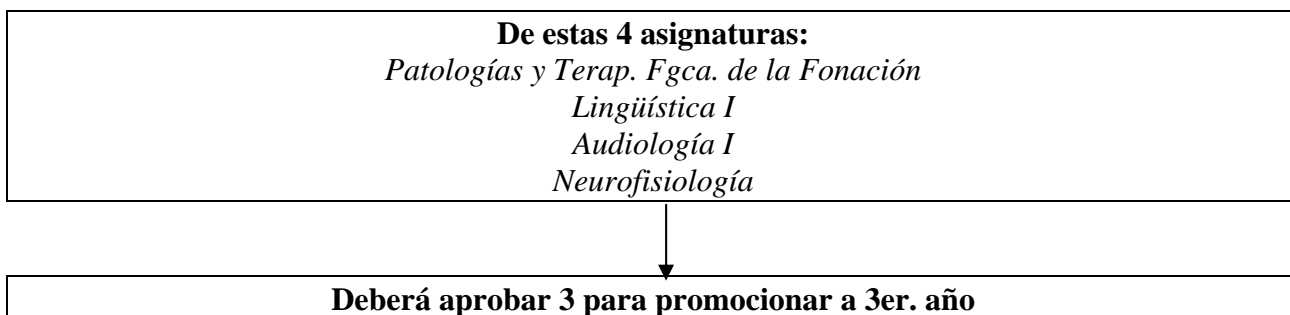 De estas 4 asignaturas:
Patologías y Terap. Fgca. de la Fonación
Lingüística I
Audiología I
Neurofisiología
Deberá aprobar 3 para promocionar a 3er. año